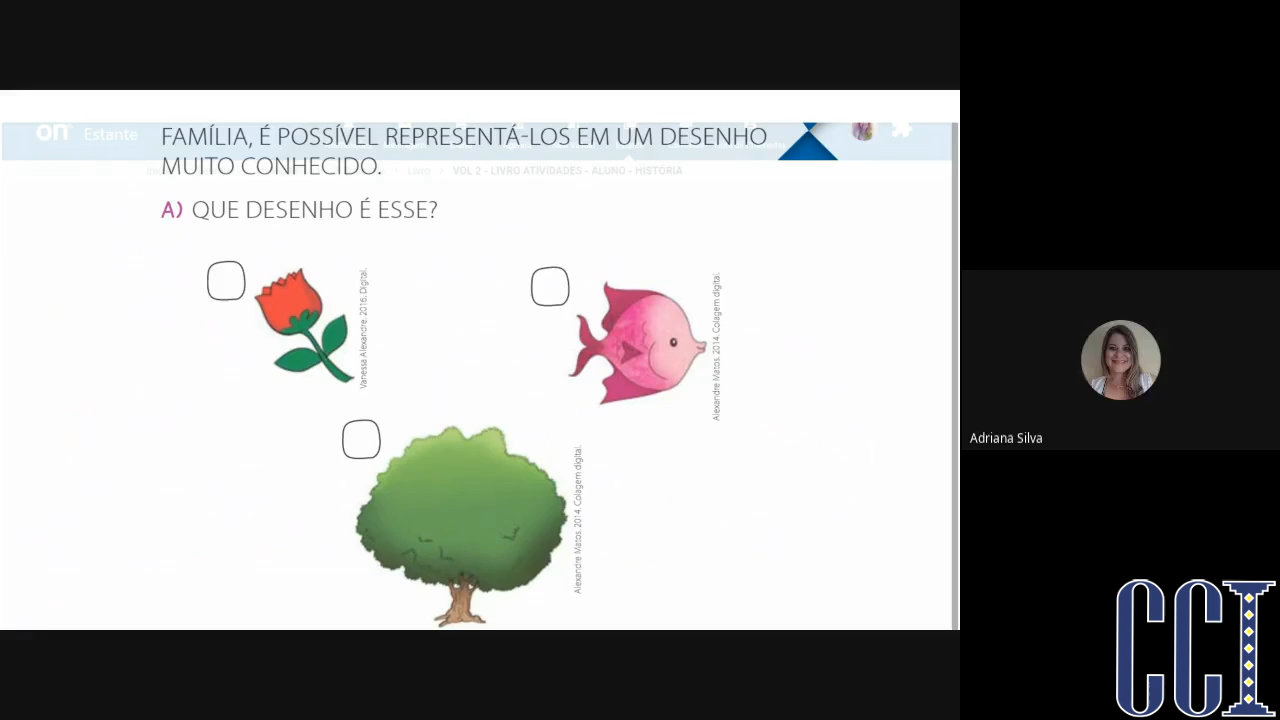 on
Estante
FAMÍLIA, É POSSÍVEL REPRESENTÁ-LOS EM UM DESENHO
MUITO CONHECIDO.
Livro
VOL 2 - LIVRO ATIVIDADES - ALUNO - HISTÓRIA
A) QUE DESENHO É ESSE?
Vanessa Alexandre. 2016. Digital.
Alexandre Matos. 2014. Colagem digital.
Alexandre Matos. 2014. Colagem digital.
Adriana Silva
CCI